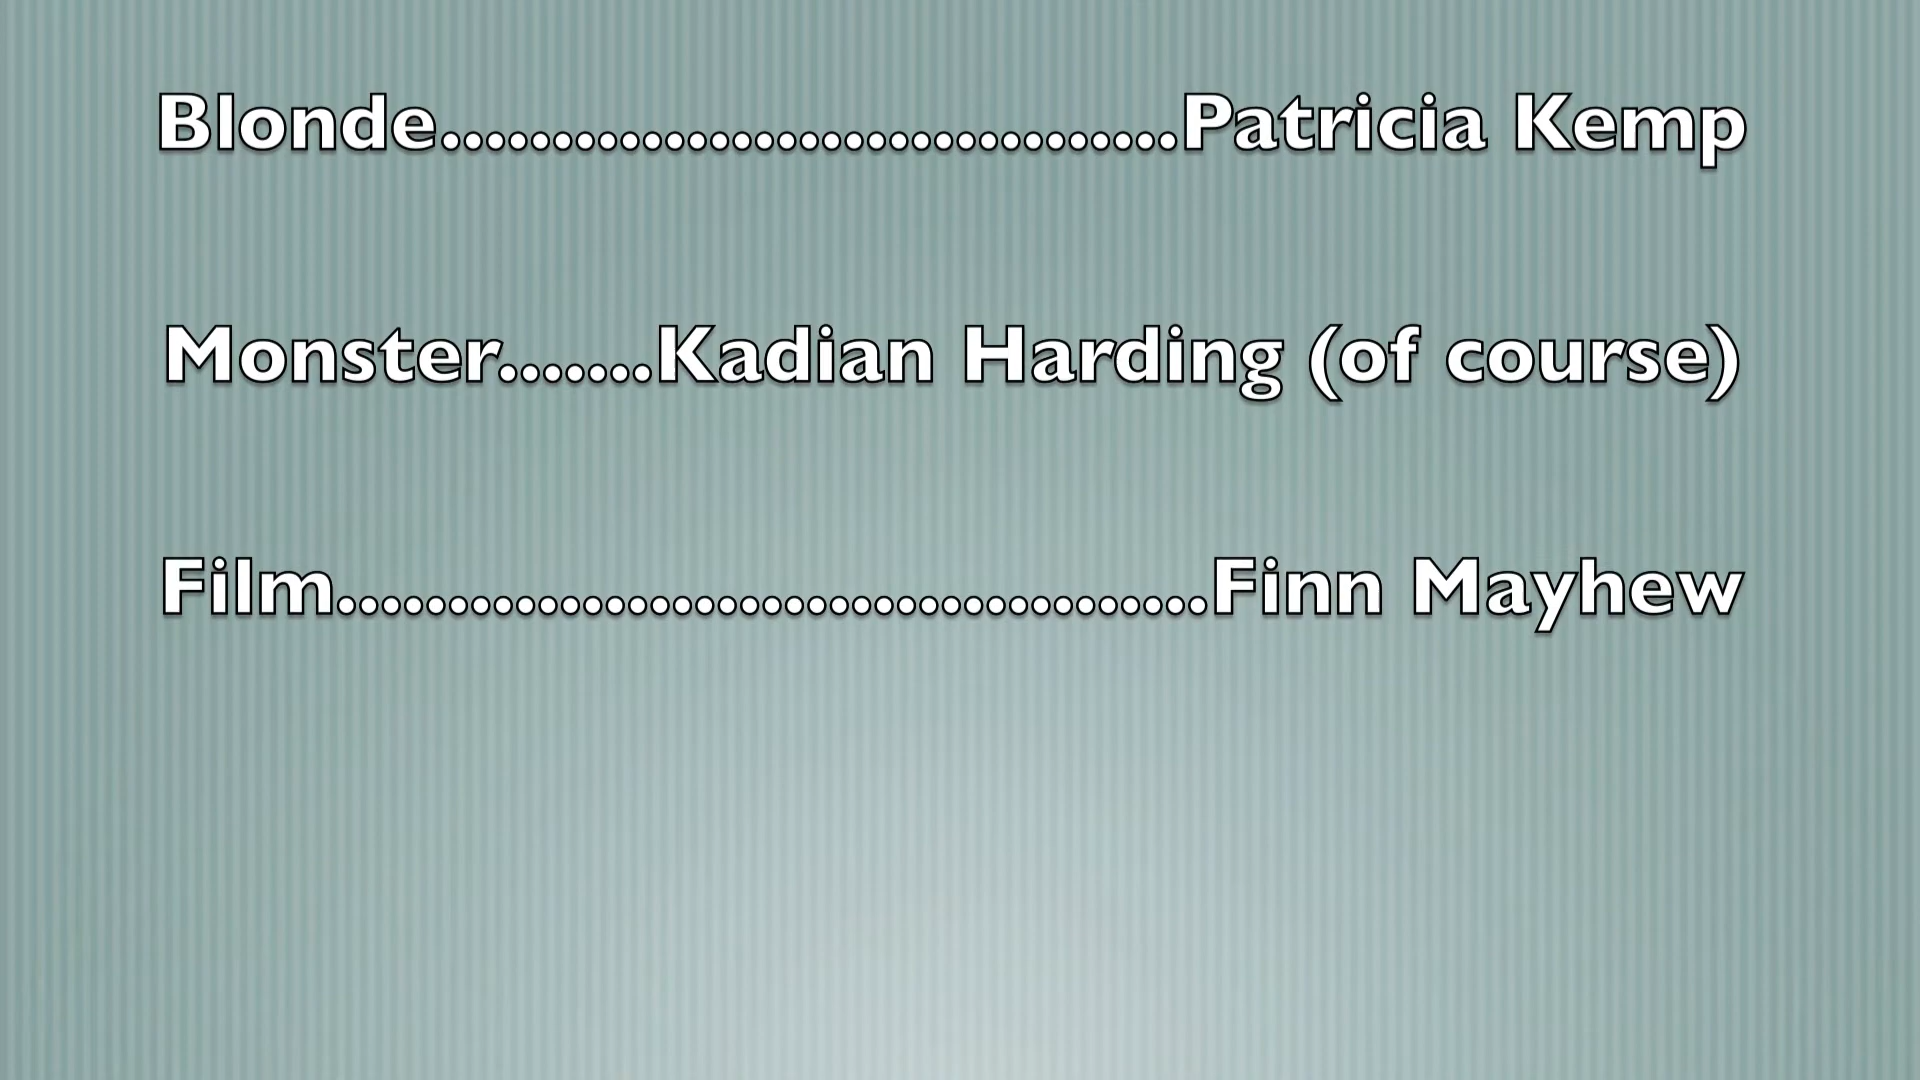 Blonde.................................Patricia Kemp
Monster.......Kadian Harding (of course)
Film.......................................Finn Mayhew